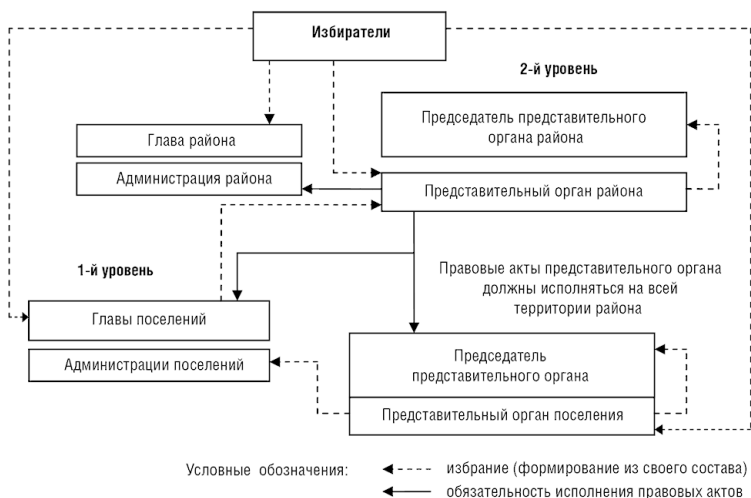 Избиратели
2-й уровень
Председатель представительного
органа района
Глава района
Администрация района
Представительный орган района
1-й уровень
Правовые акты представительного органа
должны исполняться на всей
территории района
Главы поселений
Администрации поселений
Председатель
представительного органа
Представительный орган поселения
Условные обозначения:
избрание (формирование из своего состава)
обязательность исполнения правовых актов